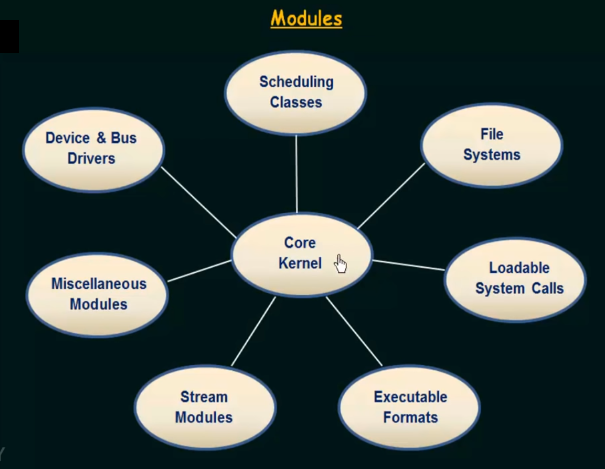 Modules
Scheduling
Classes
Device & Bus
Drivers
File
Systems
Core
Kernel
Loadable
System Calls
Miscellaneous
Modules
Stream
Modules
Executable
Formats